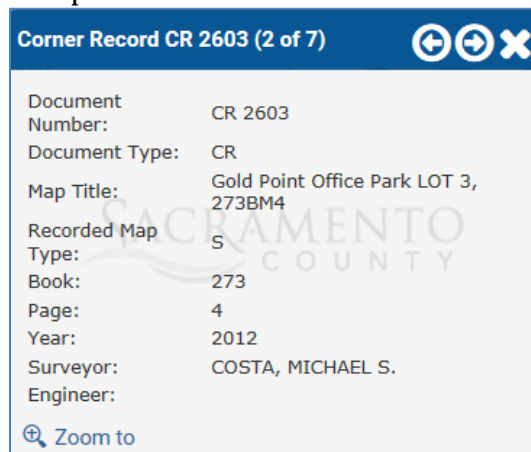 Corner Record CR 2603 (2 of 7)
Document
Number:
CR 2603
Document Type: CR
Map Title:
Gold Point Office Park LOT 3,
273BM4
Recorded Map
Type:
S
Book: 273
Page: 4
Year: 2012
Surveyor: COSTA, MICHAEL S.
Engineer:
Zoom to
SACRAMENTO
COUNTY